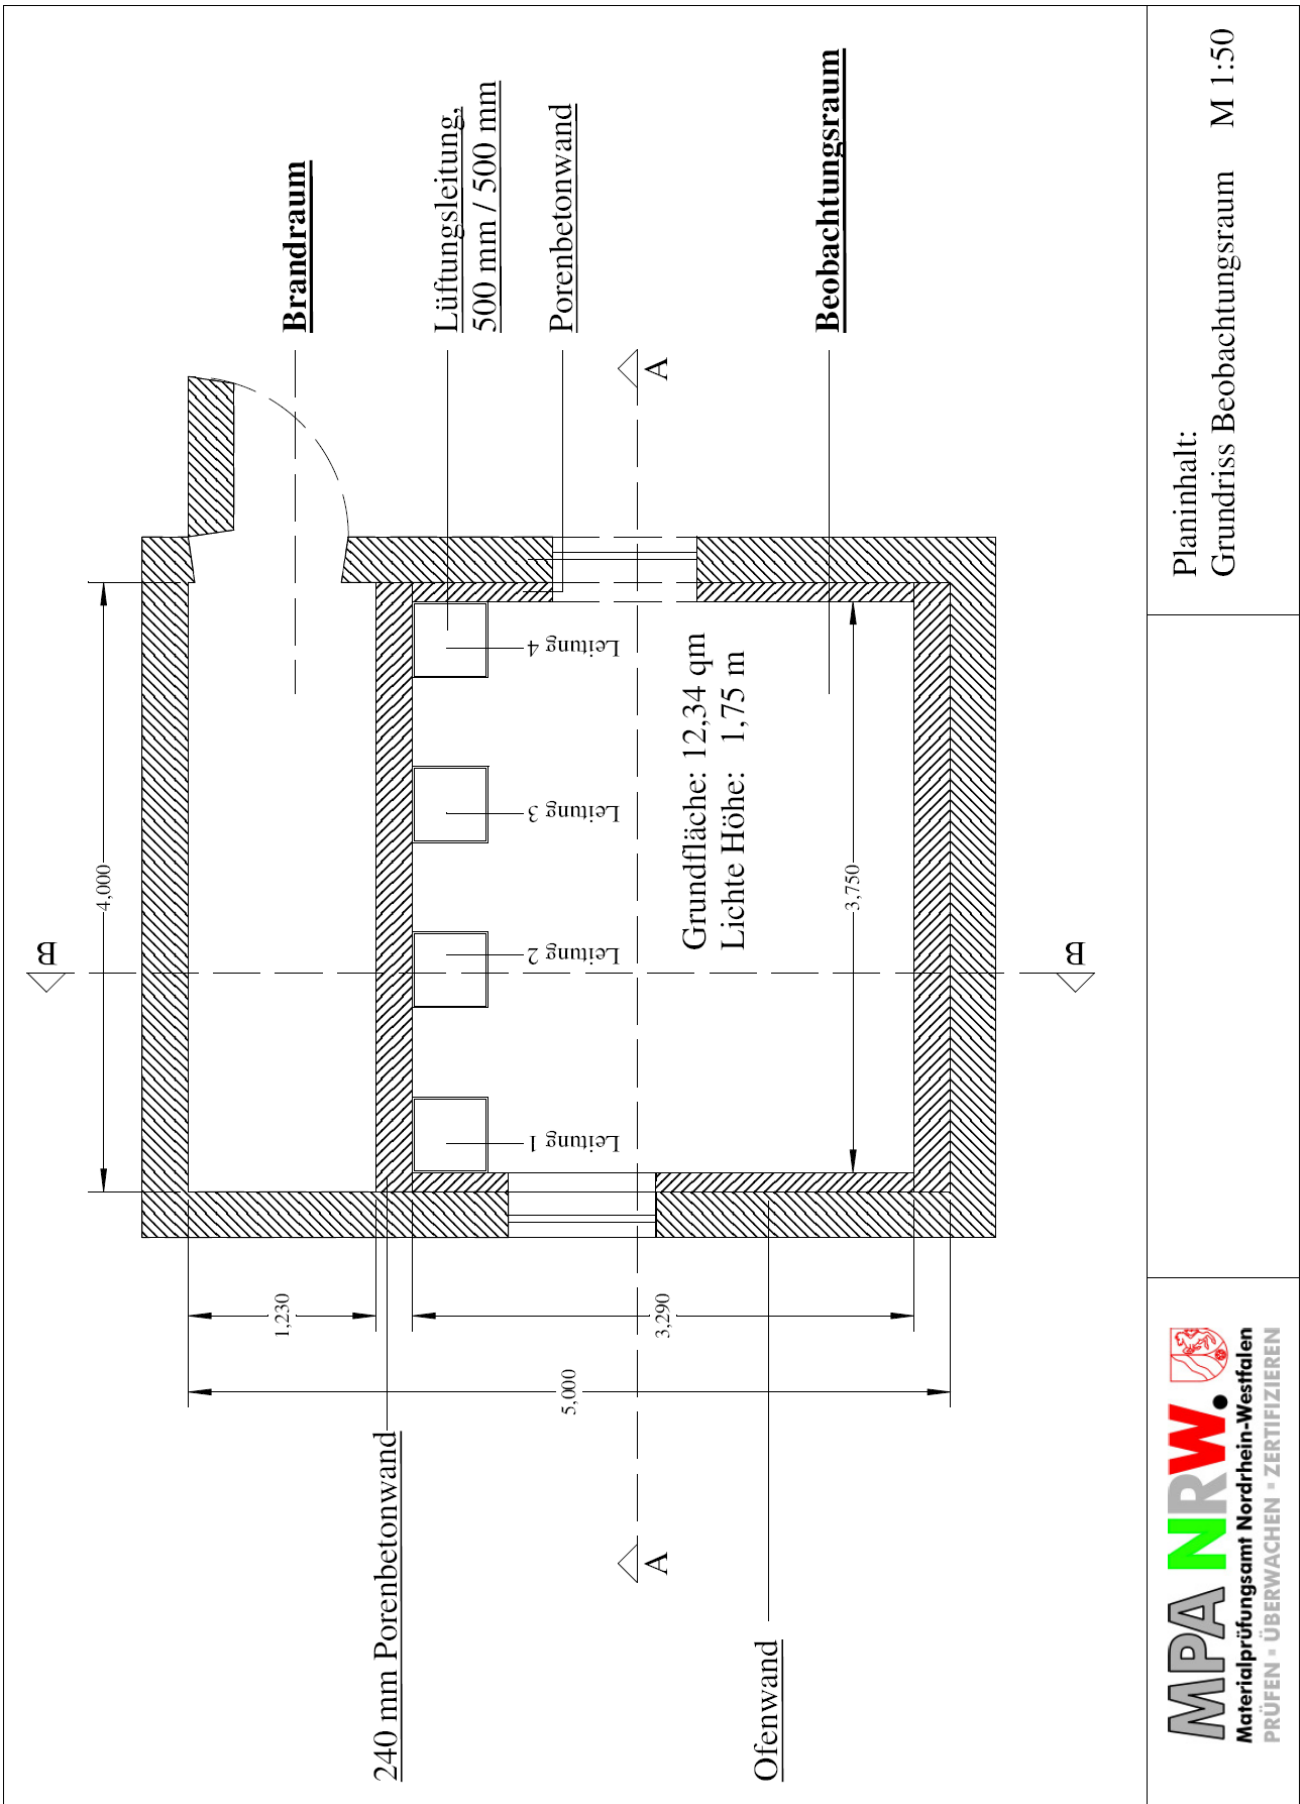 240 mm Porenbetonwand
Ofenwand
5,000
1,230
3,290
A
A
B
B
4,000
3,750
Leitung 1
Leitung 2
Leitung 3
Leitung 4
Grundfläche: 12,34 qm
Lichte Höhe: 1,75 m
Brandraum
Lüftungsleitung,
500 mm / 500 mm
Porenbetonwand
Beobachtungsraum
MPA NRW.
Materialprüfungsamt Nordrhein-Westfalen
PRÜFEN ▪ ÜBERWACHEN ▪ ZERTIFIZIEREN
Planinhalt:
Grundriss Beobachtungsraum M 1:50